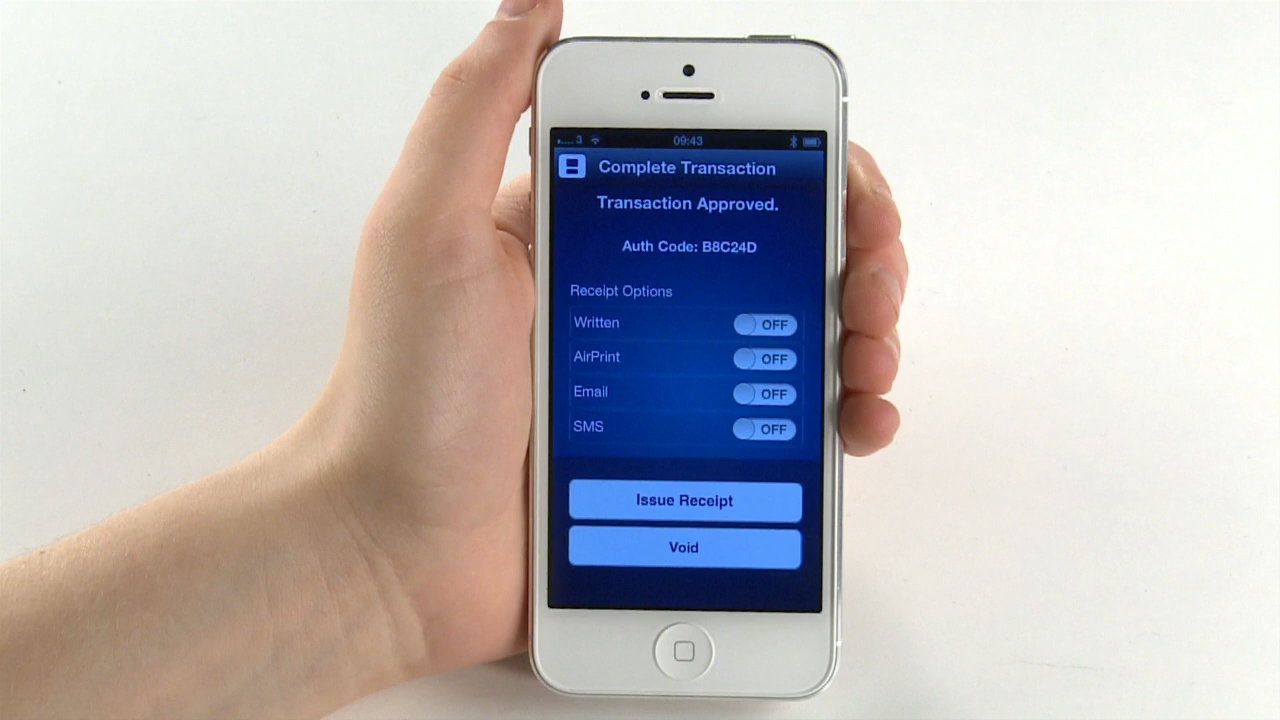 3 09:43
Complete Transaction
Transaction Approved.
Auth Code: B8C24D
Receipt Options
Written OFF
AirPrint OFF
Email OFF
SMS OFF
Issue Receipt
Void